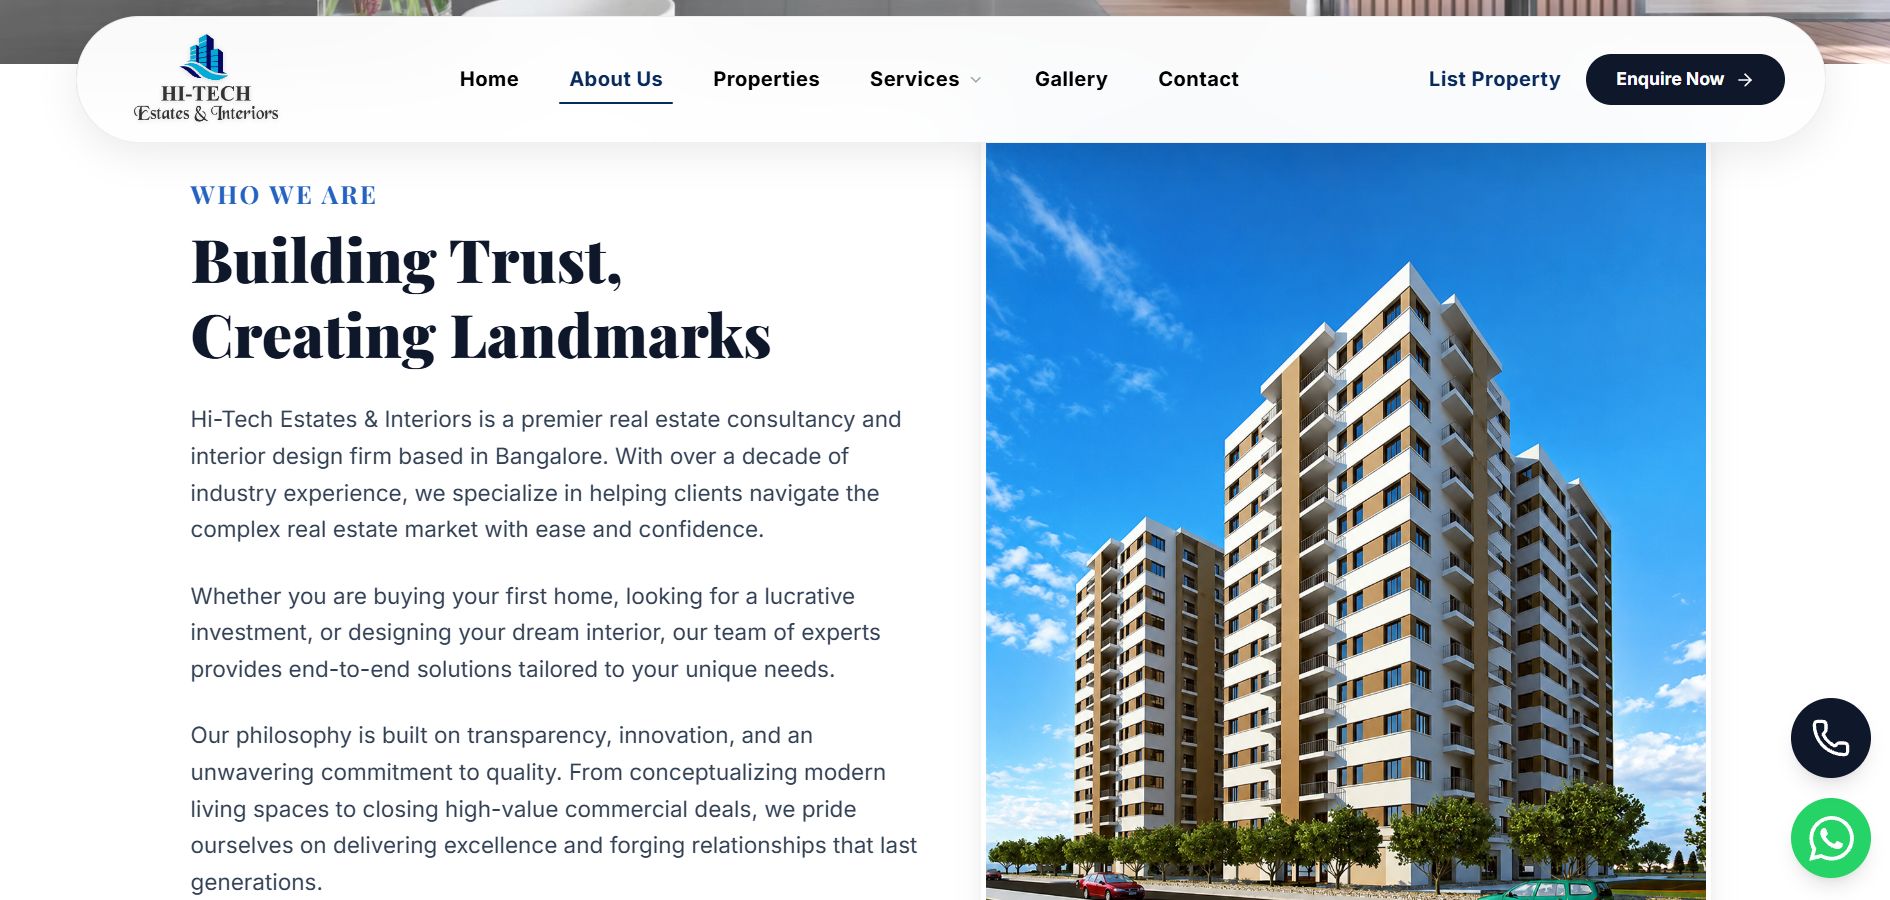 HI-TECH
Estates & Interiors
Home
About Us
Properties
Services
Gallery
Contact
List Property
Enquire Now
WHO WE ARE
Building Trust,
Creating Landmarks
Hi-Tech Estates & Interiors is a premier real estate consultancy and
interior design firm based in Bangalore. With over a decade of
industry experience, we specialize in helping clients navigate the
complex real estate market with ease and confidence.
Whether you are buying your first home, looking for a lucrative
investment, or designing your dream interior, our team of experts
provides end-to-end solutions tailored to your unique needs.
Our philosophy is built on transparency, innovation, and an
unwavering commitment to quality. From conceptualizing modern
living spaces to closing high-value commercial deals, we pride
ourselves on delivering excellence and forging relationships that last
generations.